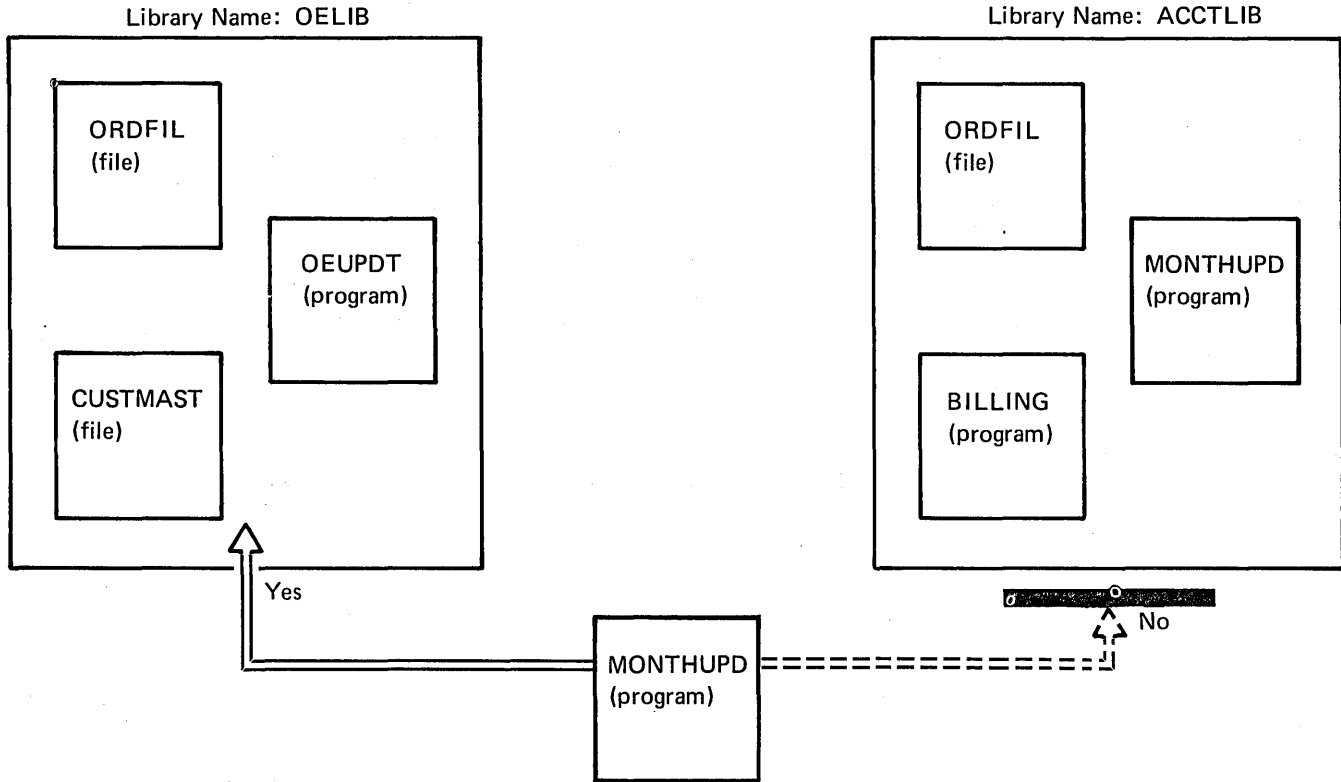 Library Name: OELIB
ORDFIL
(file)
OEUPDT
(program)
CUSTMAST
(file)
Yes
Library Name: ACCTLIB
ORDFIL
(file)
MONTHUPD
(program)
BILLING
(program)
No
MONTHUPD
(program)